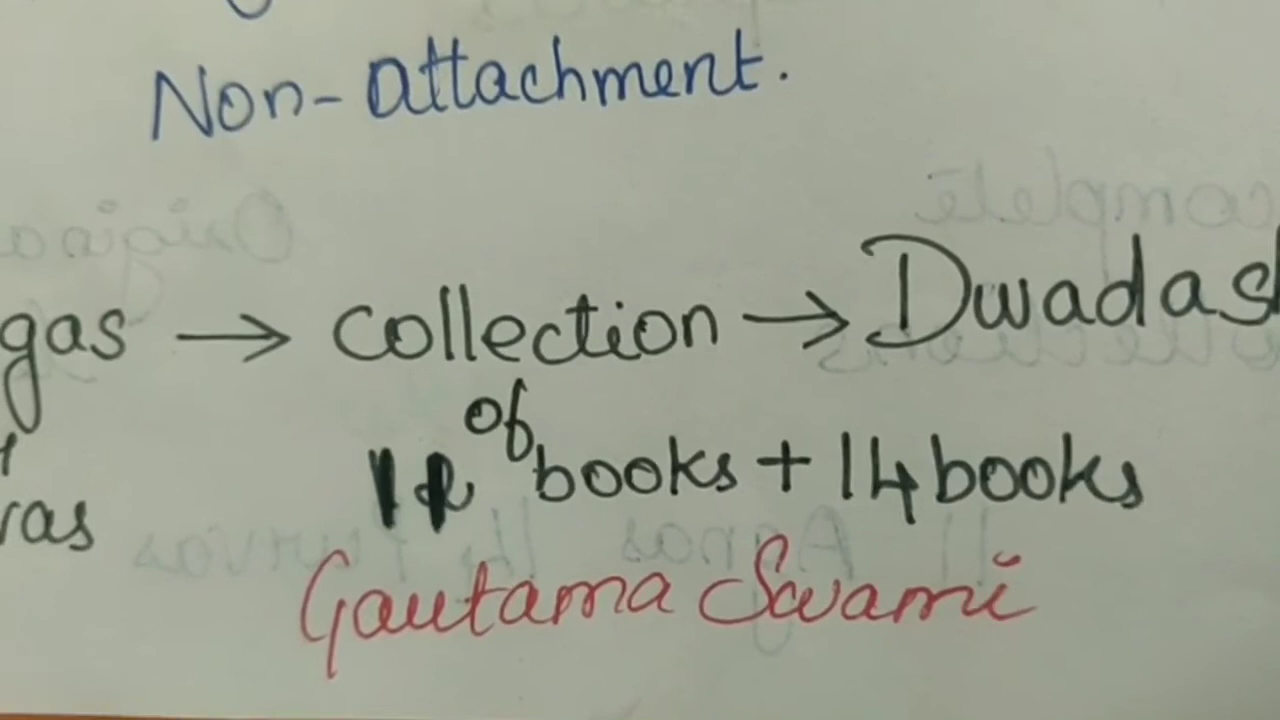 Non-attachment.
gas → collection → Dwadas
of
books + 14 books
ras
Gautama Swami